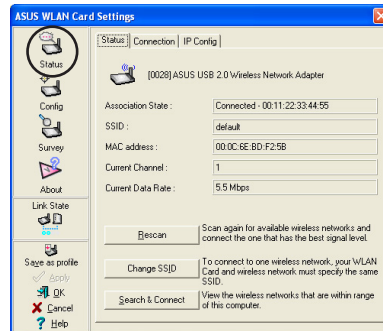 ASUS WLAN Card Settings
Status
Config
Survey
About
Link State
Save as profile
Apply
OK
Cancel
Help
Status Connection IP Config
[0028] ASUS USB 2.0 Wireless Network Adapter
Association State : Connected - 00:11:22:33:44:55
SSID : default
MAC address : 00:0C:6E:BD:F2:5B
Current Channel : 1
Current Data Rate : 5.5 Mbps
Rescan
Scan again for available wireless networks and
connect the one that has the best signal level.
Change SSID
To connect to one wireless network, your WLAN
Card and wireless network must specify the same
SSID.
Search & Connect
View the wireless networks that are within range
of this computer.